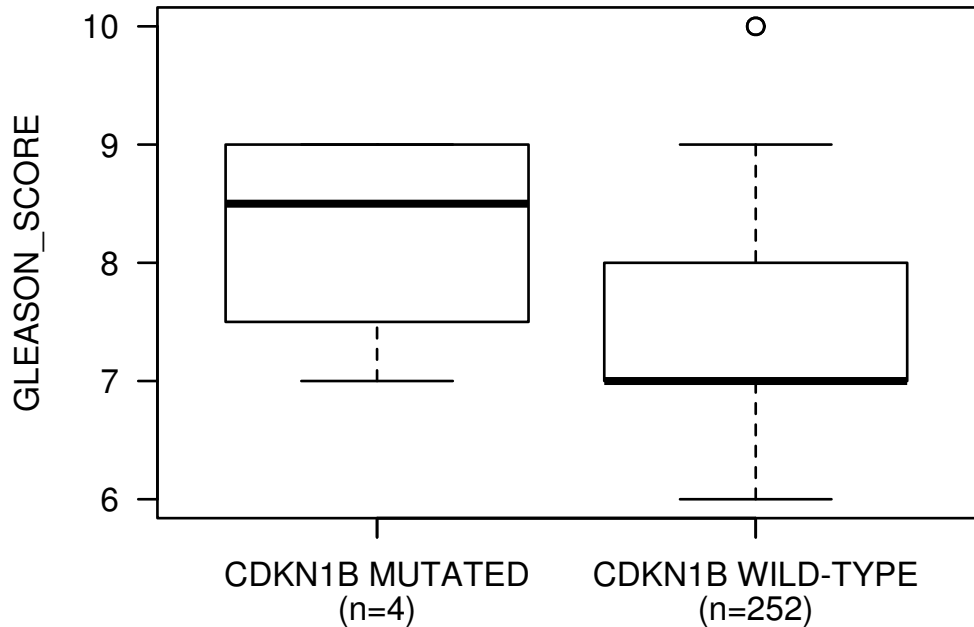 GLEASON_SCORE
10
9
8
7
6
CDKN1B MUTATED
(n=4)
CDKN1B WILD-TYPE
(n=252)